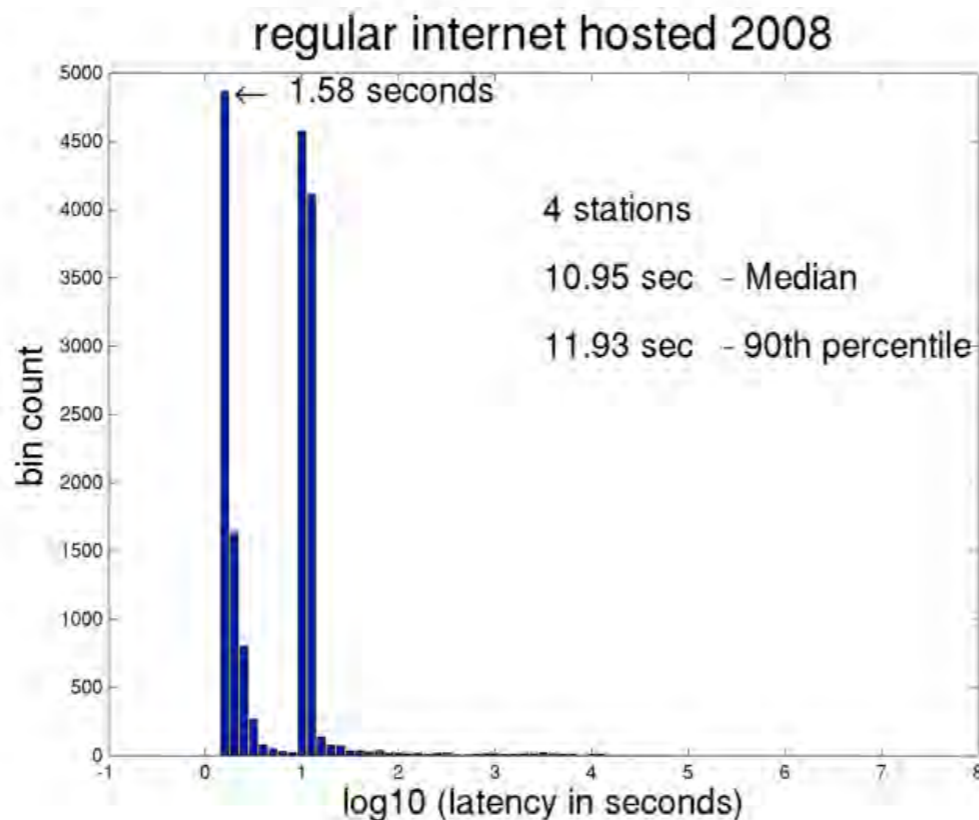 regular internet hosted 2008
5000
← 1.58 seconds
4500
4000
4 stations
3500
10.95 sec - Median
3000
11.93 sec - 90th percentile
bin count
2500
2000
1500
1000
500
0
-1 0 1 2 3 4 5 6 7 8
log10 (latency in seconds)